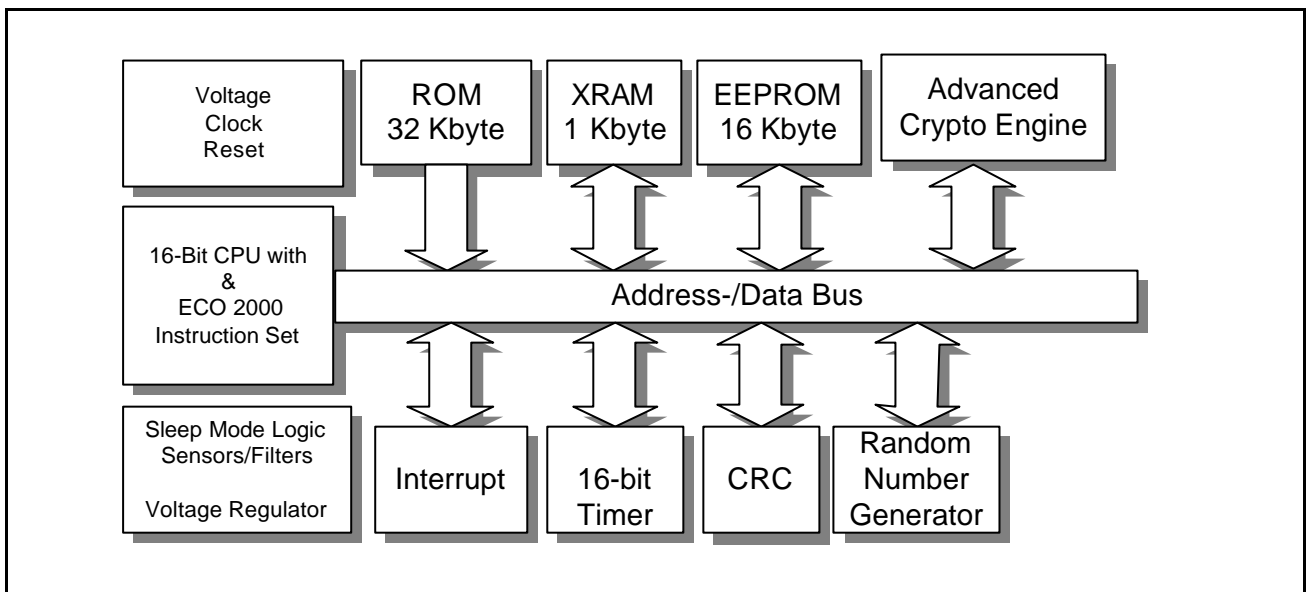 Voltage
Clock
Reset
ROM
32 Kbyte
XRAM
1 Kbyte
EEPROM
16 Kbyte
Advanced
Crypto Engine
16-Bit CPU with
&
ECO 2000
Instruction Set
Address-/Data Bus
Sleep Mode Logic
Sensors/Filters
Voltage Regulator
Interrupt
16-bit
Timer
CRC
Random
Number
Generator